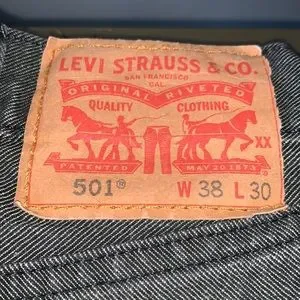 LEVI STRAUSS & CO.
SAN FRANCISCO
CAL.
ORIGINAL RIVETED
QUALITY CLOTHING
XX
PATENTED MAY 20 1873
501® W 38 L 30